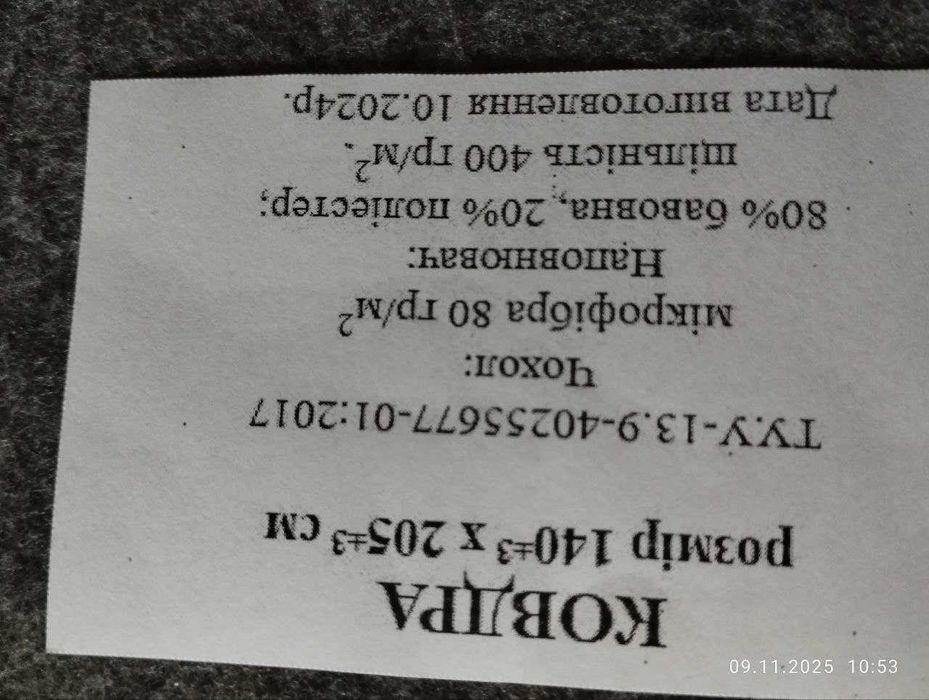 КОВДРА
розмір 140⁼³ х 205⁼³ см
ТУ.У-13.9-40255677-01:2017
Чохол:
мікрофібра 80 гр/м²
Наповнювач:
80% бавовна, 20% поліестер;
щільність 400 гр/м².
Дата виготовлення 10.2024р.
09.11.2025 10:53